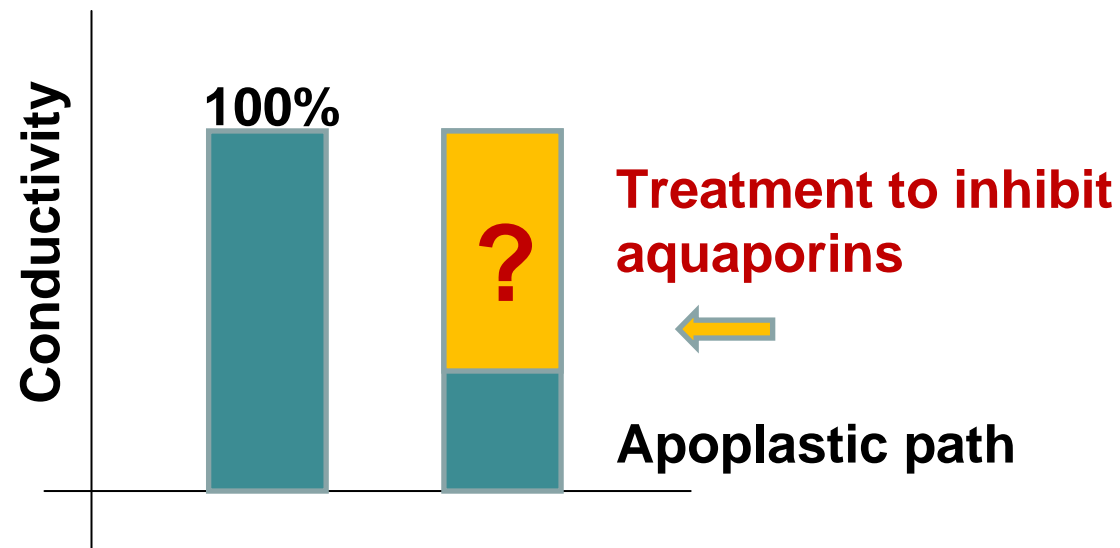 Conductivity
100%
?
Treatment to inhibit
aquaporins
Apoplastic path